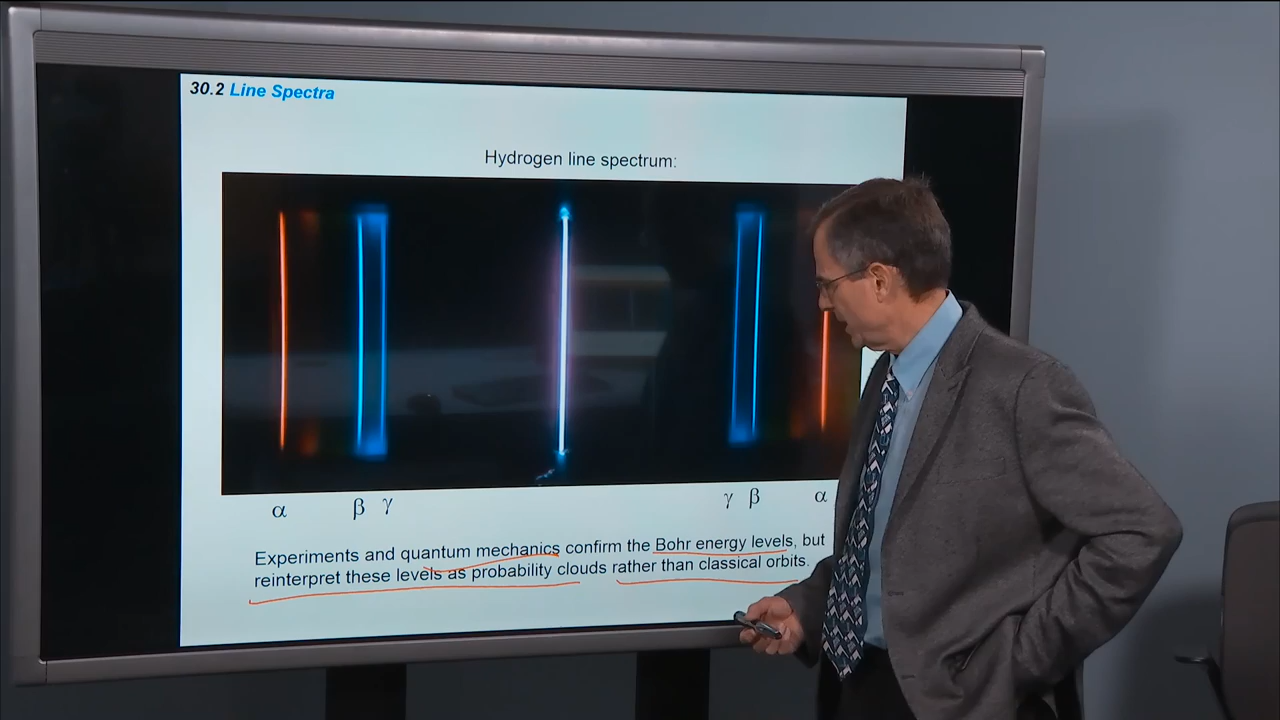 30.2 Line Spectra
Hydrogen line spectrum:
α β γ γ β α
Experiments and quantum mechanics confirm the Bohr energy levels, but
reinterpret these levels as probability clouds rather than classical orbits.